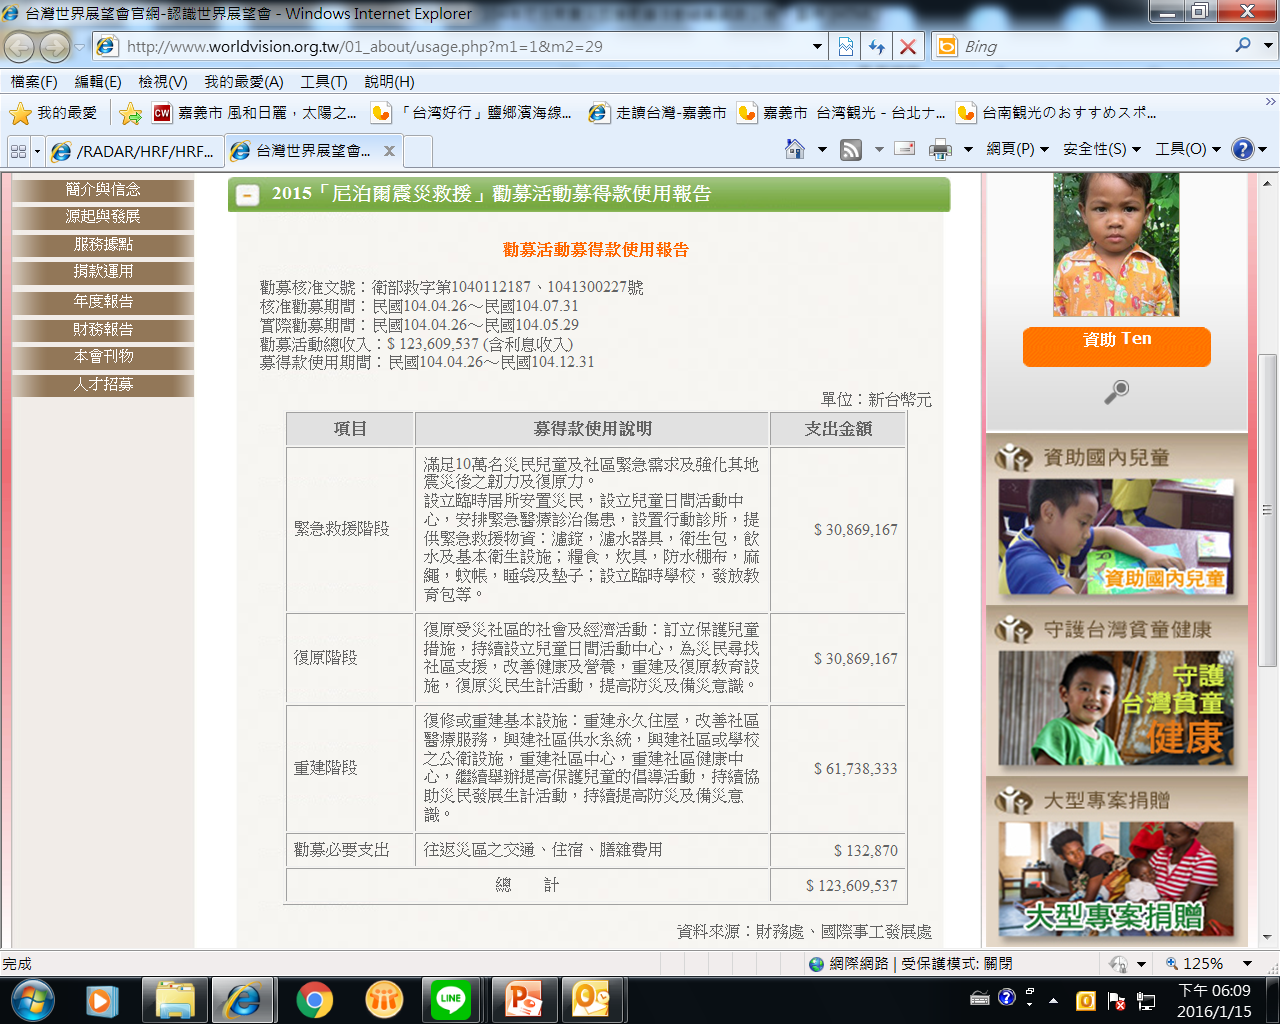 台灣世界展望會官網-認識世界展望會 - Windows Internet Explorer
http://www.worldvision.org.tw/01_about/usage.php?m1=1&m2=29
Bing
檔案(F) 編輯(E) 檢視(V) 我的最愛(A) 工具(T) 說明(H)
我的最愛
CW 嘉義市 風和日麗，太陽之...
「台湾好行」鹽鄉濱海線...
走讀台灣-嘉義市
嘉義市 台湾観光 - 台北ナ...
台南観光のおすすめスポ...
/RADAR/HRF/HRF...
台灣世界展望會...
網頁(P) 安全性(S) 工具(O)
簡介與信念
源起與發展
服務據點
捐款運用
年度報告
財務報告
本會刊物
人才招募
2015「尼泊爾震災救援」勸募活動募得款使用報告
勸募活動募得款使用報告
勸募核准文號：衛部救字第1040112187、1041300227號
核准勸募期間：民國104.04.26～民國104.07.31
實際勸募期間：民國104.04.26～民國104.05.29
勸募活動總收入：$ 123,609,537 (含利息收入)
募得款使用期間：民國104.04.26～民國104.12.31
單位：新台幣元
項目 募得款使用說明 支出金額
緊急救援階段
滿足10萬名災民兒童及社區緊急需求及強化其地
震災後之韌力及復原力。
設立臨時居所安置災民，設立兒童日間活動中
心，安排緊急醫療診治傷患，設置行動診所，提
供緊急救援物資：濾錠，濾水器具，衛生包，飲
水及基本衛生設施；糧食，炊具，防水棚布，麻
繩，蚊帳，睡袋及墊子；設立臨時學校，發放教
育包等。
$ 30,869,167
復原階段
復原受災社區的社會及經濟活動：訂立保護兒童
措施，持續設立兒童日間活動中心，為災民尋找
社區支援，改善健康及營養，重建及復原教育設
施，復原災民生計活動，提高防災及備災意識。
$ 30,869,167
重建階段
復修或重建基本設施：重建永久住屋，改善社區
醫療服務，興建社區供水系統，興建社區或學校
之公衛設施，重建社區中心，重建社區健康中
心，繼續舉辦提高保護兒童的倡導活動，持續協
助災民發展生計活動，持續提高防災及備災意
識。
$ 61,738,333
勸募必要支出 往返災區之交通、住宿、膳雜費用 $ 132,870
總 計 $ 123,609,537
資料來源：財務處、國際事工發展處
資助 Ten
資助國內兒童
資助國內兒童
守護台灣貧童健康
守護
台灣貧童
健康
大型專案捐贈
大型專案捐贈
完成
網際網路 | 受保護模式: 關閉
125%
LINE
下午 06:09
2016/1/15